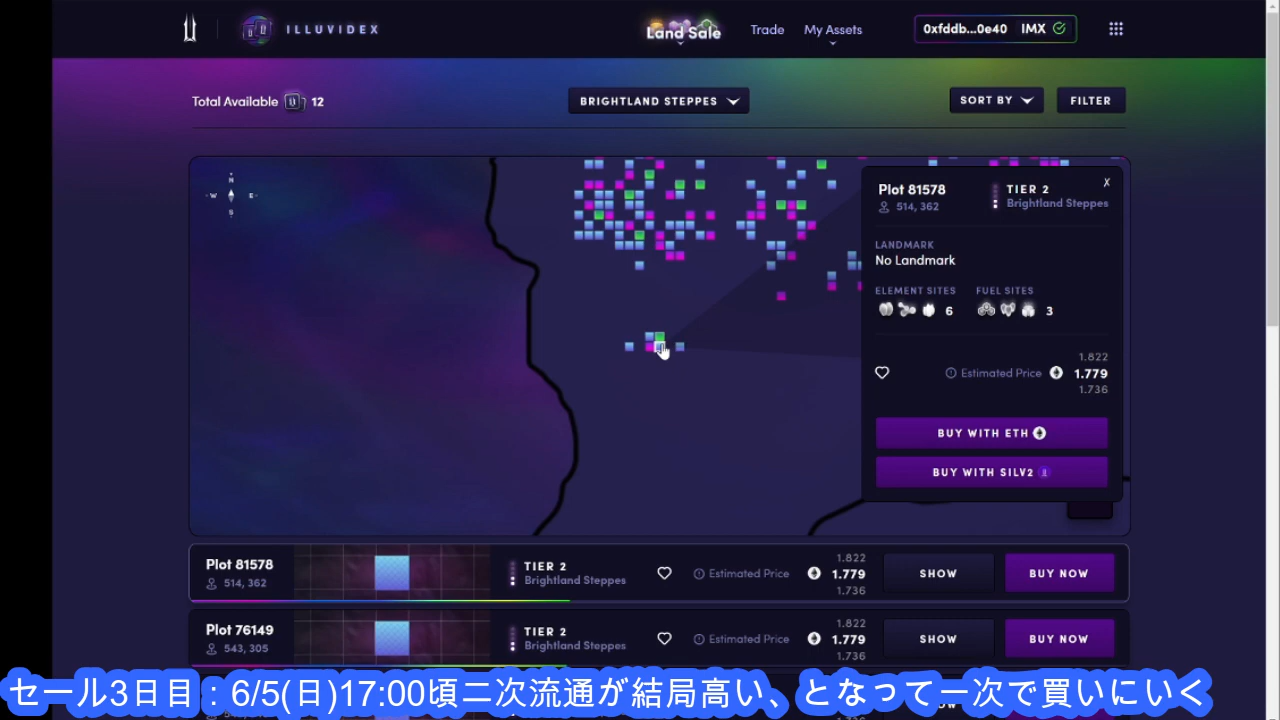 ILLUVIDEX
Land Sale
Trade
My Assets
0xfddb...0e40 IMX
Total Available 12
BRIGHTLAND STEPPES
SORT BY
FILTER
N
W E
S
Plot 81578
514, 362
TIER 2
Brightland Steppes
X
LANDMARK
No Landmark
ELEMENT SITES
6
FUEL SITES
3
1.822
Estimated Price 1.779
1.736
BUY WITH ETH
BUY WITH SILV2
Plot 81578
514, 362
TIER 2
Brightland Steppes
Estimated Price
1.822
1.779
1.736
SHOW
BUY NOW
Plot 76149
543, 305
TIER 2
Brightland Steppes
Estimated Price
1.822
1.779
1.736
SHOW
BUY NOW
セール3日目：6/5(日)17:00頃二次流通が結局高い、となって一次で買いにいく